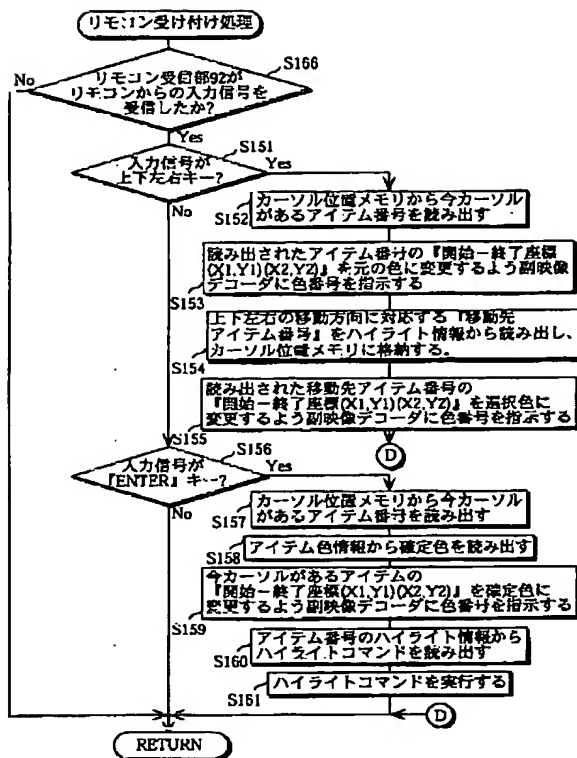 リモコン受け付け処理
S166
No
リモコン受信部92が
リモコンからの入力信号を
受信したか?
Yes
S151
入力信号が
上下左右キー?
Yes
No
S152
カーソル位置メモリから今カーソル
があるアイテム番号を読み出す
読み出されたアイテム番号の『開始-終了座標
(X1,Y1)(X2,Y2)』を元の色に変更するよう副映像
デコーダに色番号を指示する
S153
上下左右の移動方向に対応する『移動先
アイテム番号』をハイライト情報から読み出し、
カーソル位置メモリに格納する。
S154
読み出された移動先アイテム番号の
『開始-終了座標(X1,Y1)(X2,Y2)』を選択色に
変更するよう副映像デコーダに色番号を指示する
S155
S156
D
入力信号が
『ENTER』キー?
Yes
No
S157
カーソル位置メモリから今カーソル
があるアイテム番号を読み出す
S158
アイテム色情報から確定色を読み出す
今カーソルがあるアイテムの
『開始-終了座標(X1,Y1)(X2,Y2)』を確定色に
変更するよう副映像デコーダに色番号を指示する
S159
アイテム番号のハイライト情報から
ハイライトコマンドを読み出す
S160
ハイライトコマンドを実行する
S161
D
RETURN